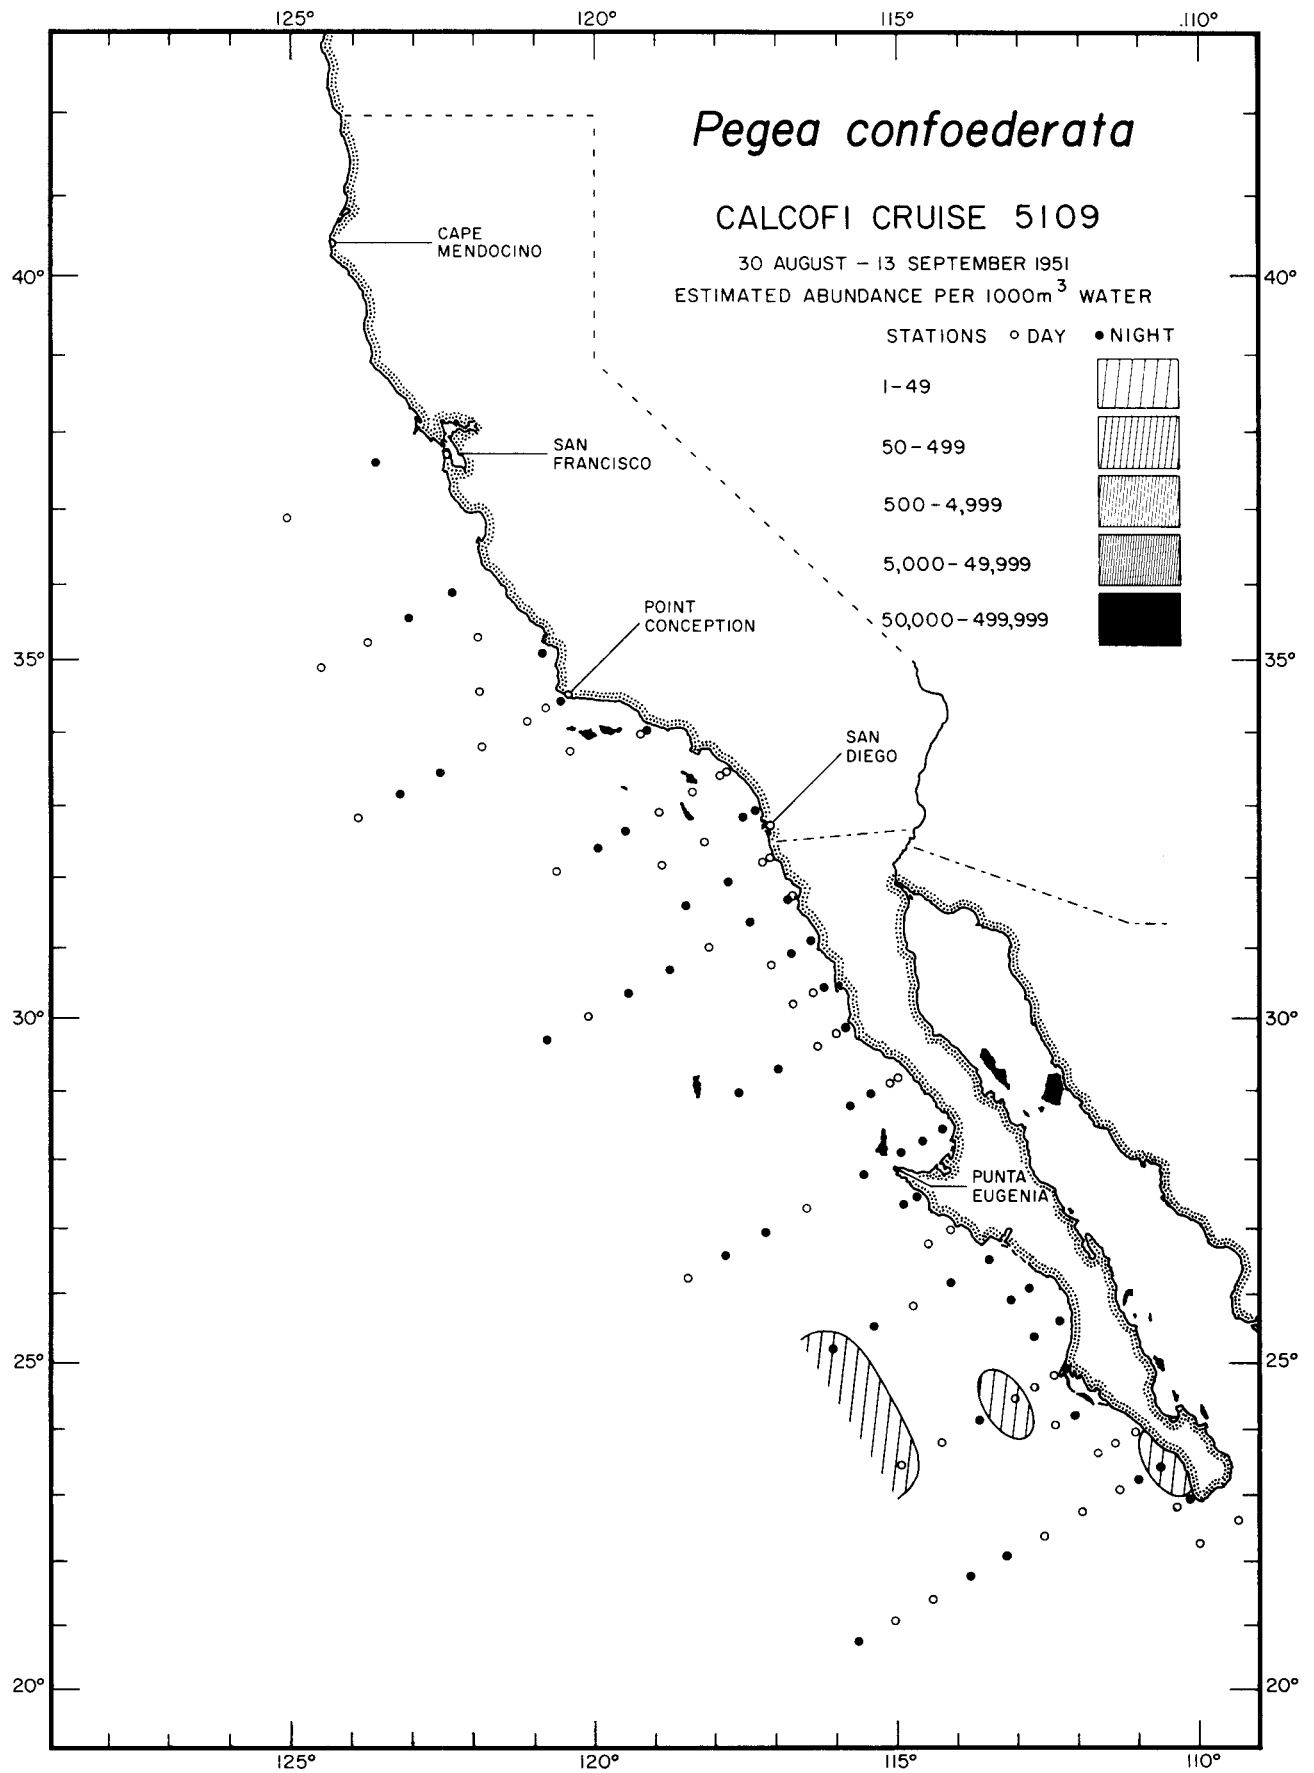 125° 120° 115° 110°
Pegea confoederata
CALCOFI CRUISE 5109
30 AUGUST – 13 SEPTEMBER 1951
ESTIMATED ABUNDANCE PER 1000m³ WATER
STATIONS ○ DAY ● NIGHT
1–49
50–499
500–4,999
5,000–49,999
50,000–499,999
CAPE
MENDOCINO
40° 40°
SAN
FRANCISCO
POINT
CONCEPTION
35° 35°
SAN
DIEGO
30° 30°
PUNTA
EUGENIA
25° 25°
20° 20°
125° 120° 115° 110°